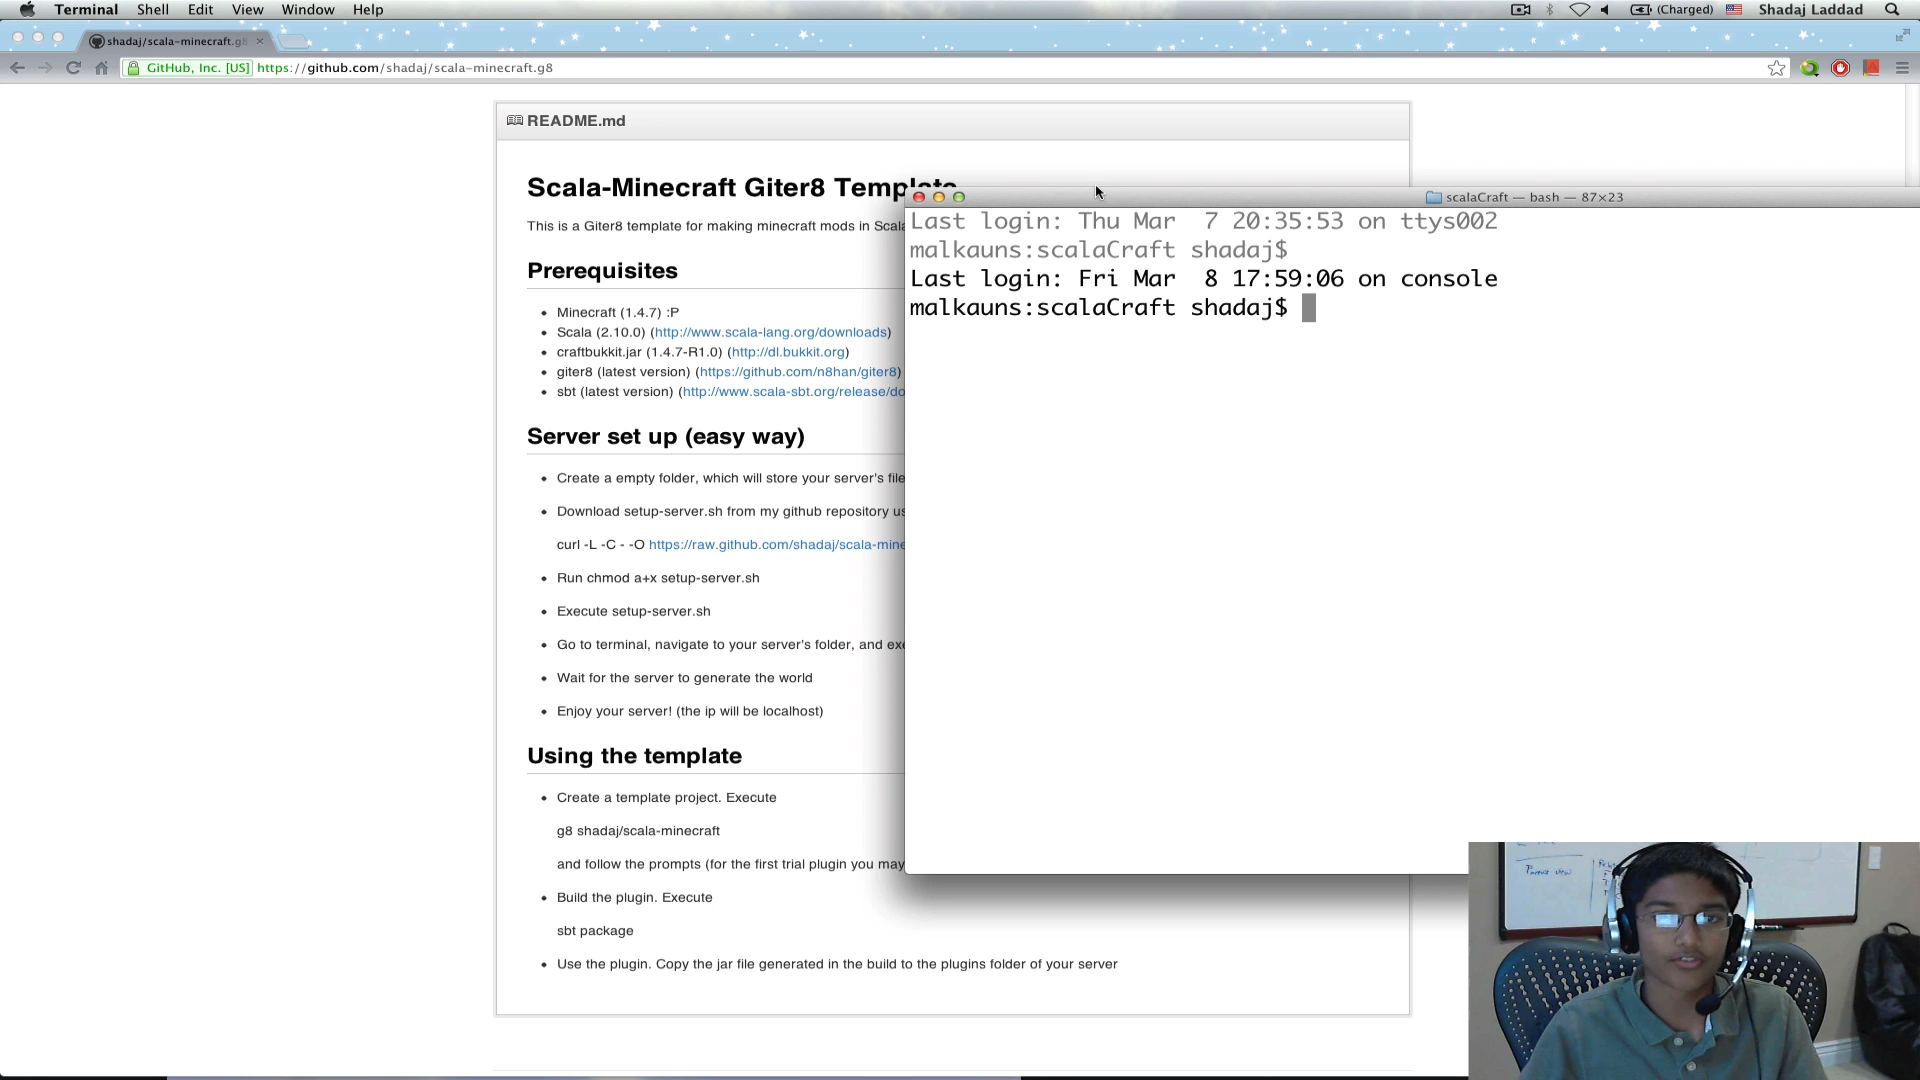 Terminal Shell Edit View Window Help (Charged) Shadaj Laddad
shadaj/scala-minecraft.g8
GitHub, Inc. [US] https://github.com/shadaj/scala-minecraft.g8
README.md
Scala-Minecraft Giter8 Template
This is a Giter8 template for making minecraft mods in Scala
Prerequisites
Minecraft (1.4.7) :P
Scala (2.10.0) (http://www.scala-lang.org/downloads)
craftbukkit.jar (1.4.7-R1.0) (http://dl.bukkit.org)
giter8 (latest version) (https://github.com/n8han/giter8)
sbt (latest version) (http://www.scala-sbt.org/release/do
Server set up (easy way)
Create a empty folder, which will store your server's file
Download setup-server.sh from my github repository us
curl -L -C - -O https://raw.github.com/shadaj/scala-mine
Run chmod a+x setup-server.sh
Execute setup-server.sh
Go to terminal, navigate to your server's folder, and exe
Wait for the server to generate the world
Enjoy your server! (the ip will be localhost)
Using the template
Create a template project. Execute
g8 shadaj/scala-minecraft
and follow the prompts (for the first trial plugin you may
Build the plugin. Execute
sbt package
Use the plugin. Copy the jar file generated in the build to the plugins folder of your server
scalaCraft — bash — 87×23
Last login: Thu Mar  7 20:35:53 on ttys002
malkauns:scalaCraft shadaj$
Last login: Fri Mar  8 17:59:06 on console
malkauns:scalaCraft shadaj$